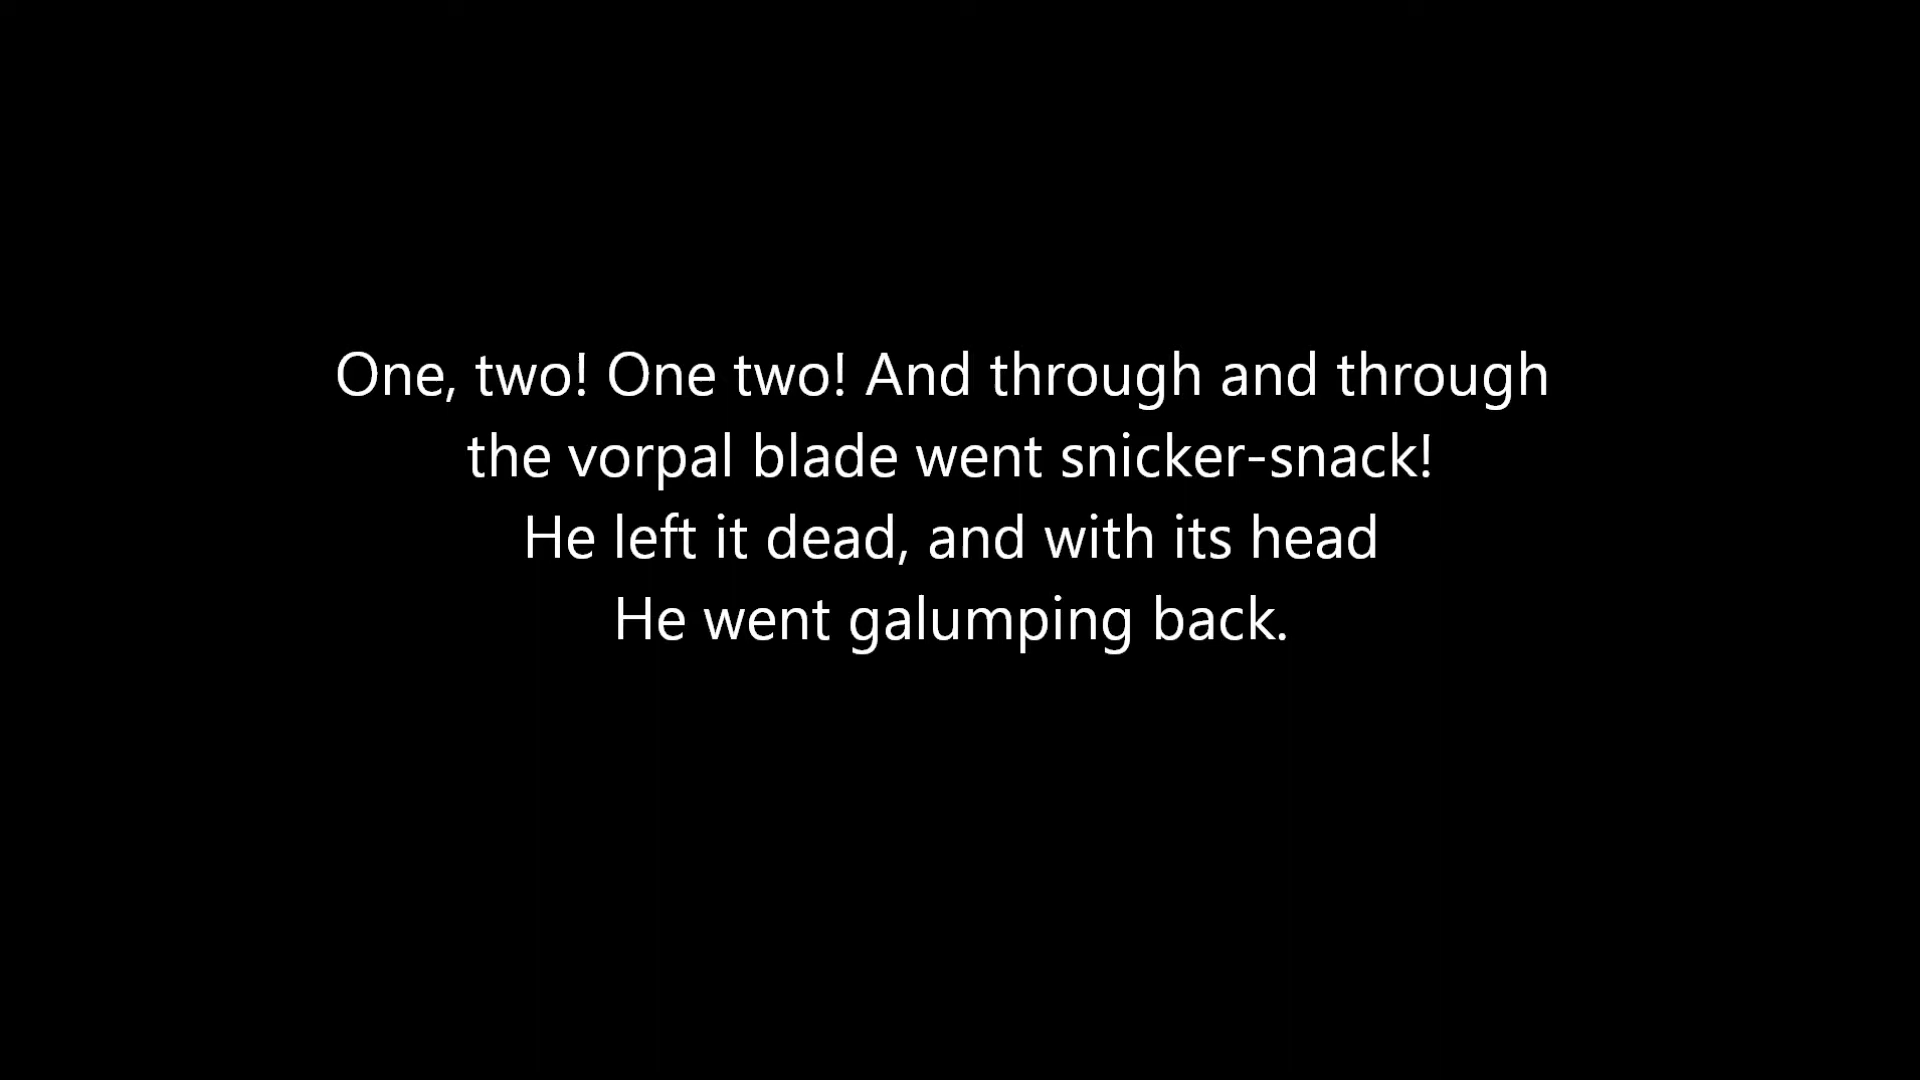 One, two! One two! And through and through
the vorpal blade went snicker-snack!
He left it dead, and with its head
He went galumping back.